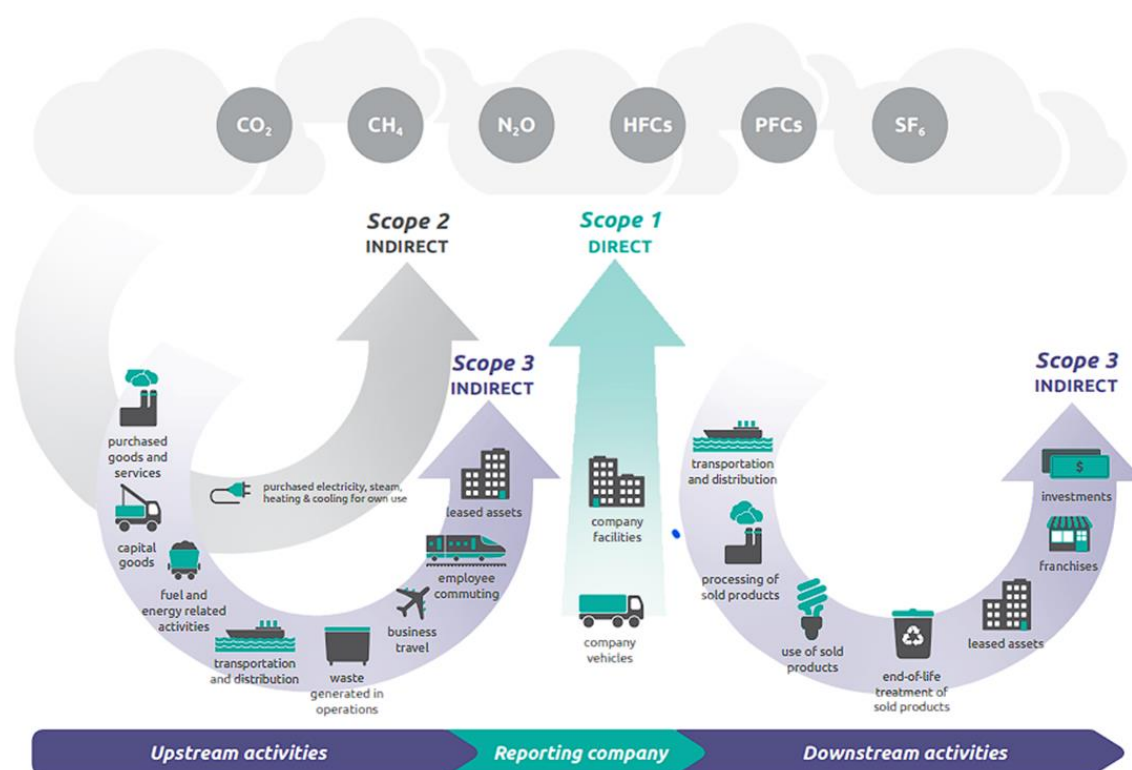 CO₂
CH₄
N₂O
HFCs
PFCs
SF₆
Scope 2
INDIRECT
Scope 1
DIRECT
Scope 3
INDIRECT
Scope 3
INDIRECT
purchased
goods and
services
capital
goods
fuel and
energy related
activities
transportation
and distribution
waste
generated in
operations
business
travel
employee
commuting
leased assets
purchased electricity, steam,
heating & cooling for own use
company
facilities
company
vehicles
transportation
and distribution
processing of
sold products
use of sold
products
end-of-life
treatment of
sold products
leased assets
franchises
investments
$
Upstream activities
Reporting company
Downstream activities